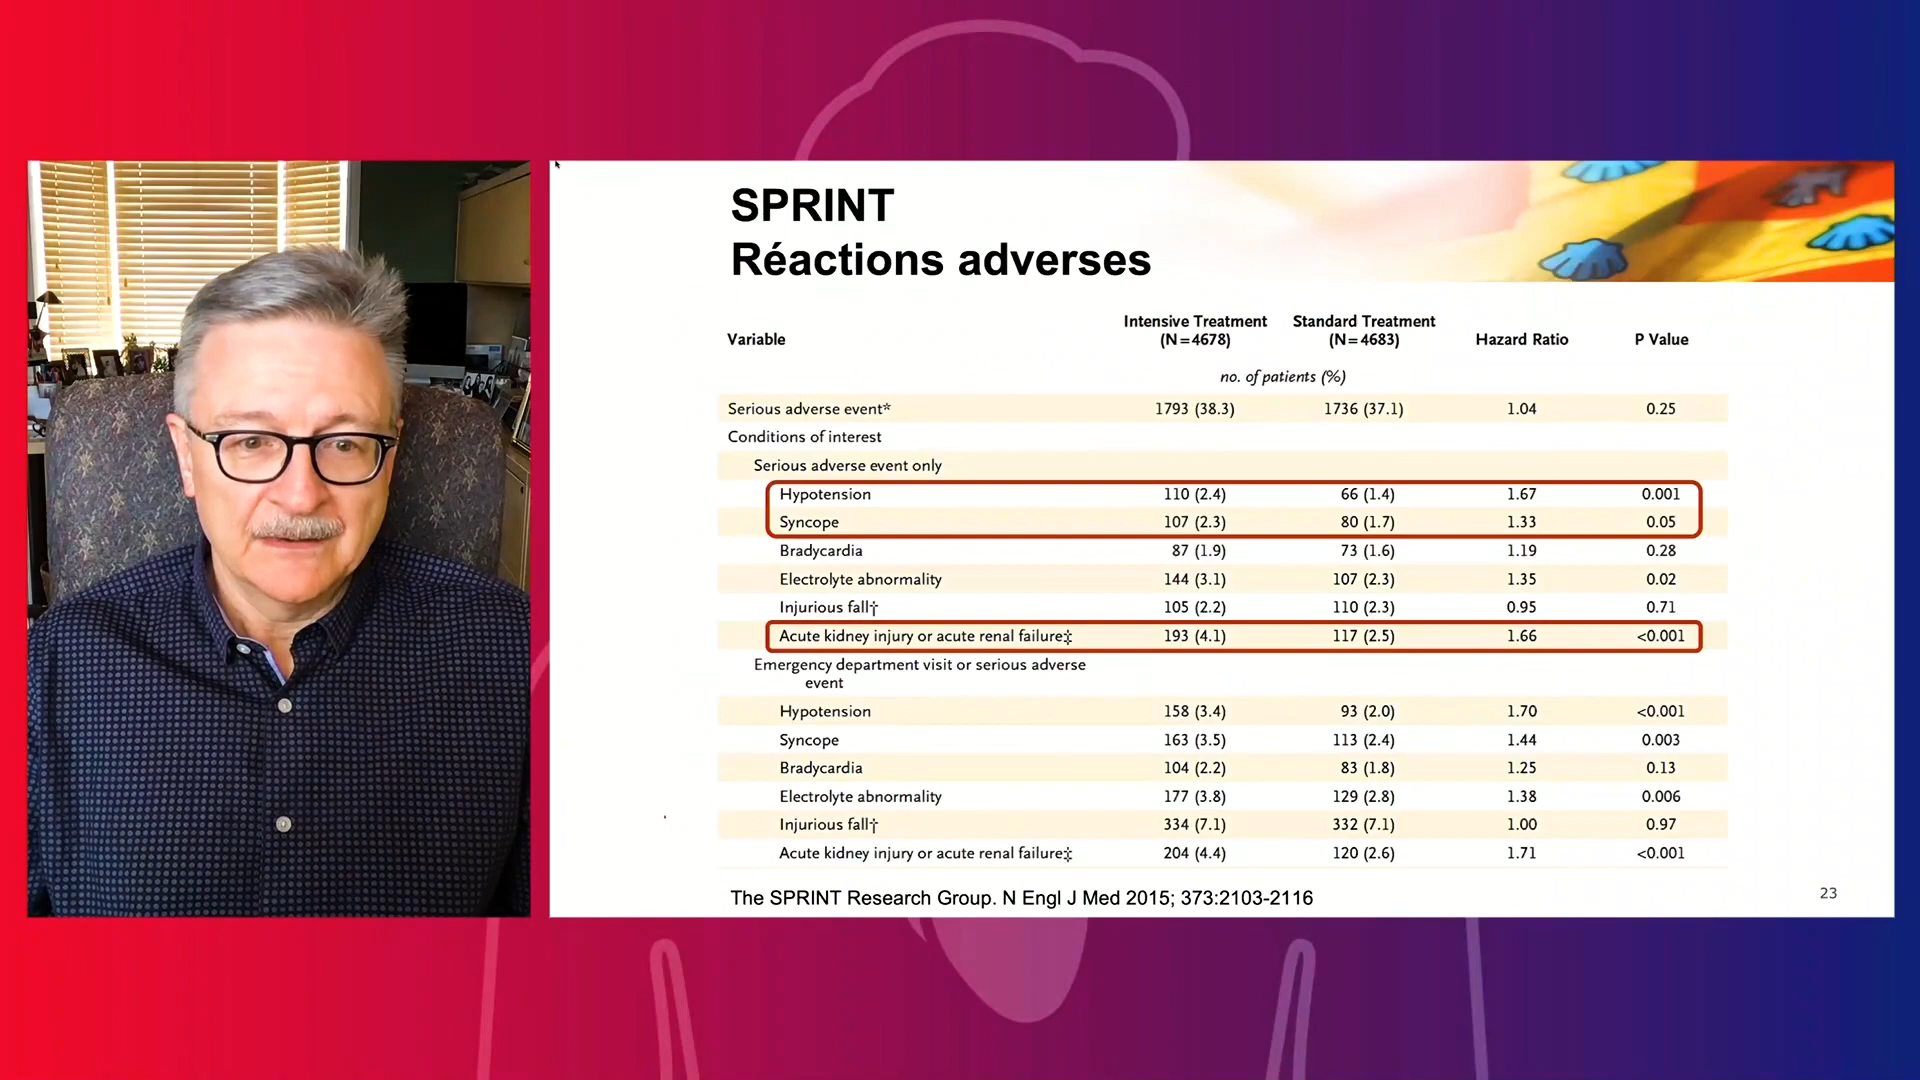 SPRINT
Réactions adverses
Variable Intensive Treatment (N=4678) Standard Treatment (N=4683) Hazard Ratio P Value
no. of patients (%)
Serious adverse event* 1793 (38.3) 1736 (37.1) 1.04 0.25
Conditions of interest
Serious adverse event only
Hypotension 110 (2.4) 66 (1.4) 1.67 0.001
Syncope 107 (2.3) 80 (1.7) 1.33 0.05
Bradycardia 87 (1.9) 73 (1.6) 1.19 0.28
Electrolyte abnormality 144 (3.1) 107 (2.3) 1.35 0.02
Injurious fall† 105 (2.2) 110 (2.3) 0.95 0.71
Acute kidney injury or acute renal failure‡ 193 (4.1) 117 (2.5) 1.66 <0.001
Emergency department visit or serious adverse
event
Hypotension 158 (3.4) 93 (2.0) 1.70 <0.001
Syncope 163 (3.5) 113 (2.4) 1.44 0.003
Bradycardia 104 (2.2) 83 (1.8) 1.25 0.13
Electrolyte abnormality 177 (3.8) 129 (2.8) 1.38 0.006
Injurious fall† 334 (7.1) 332 (7.1) 1.00 0.97
Acute kidney injury or acute renal failure‡ 204 (4.4) 120 (2.6) 1.71 <0.001
The SPRINT Research Group. N Engl J Med 2015; 373:2103-2116
23